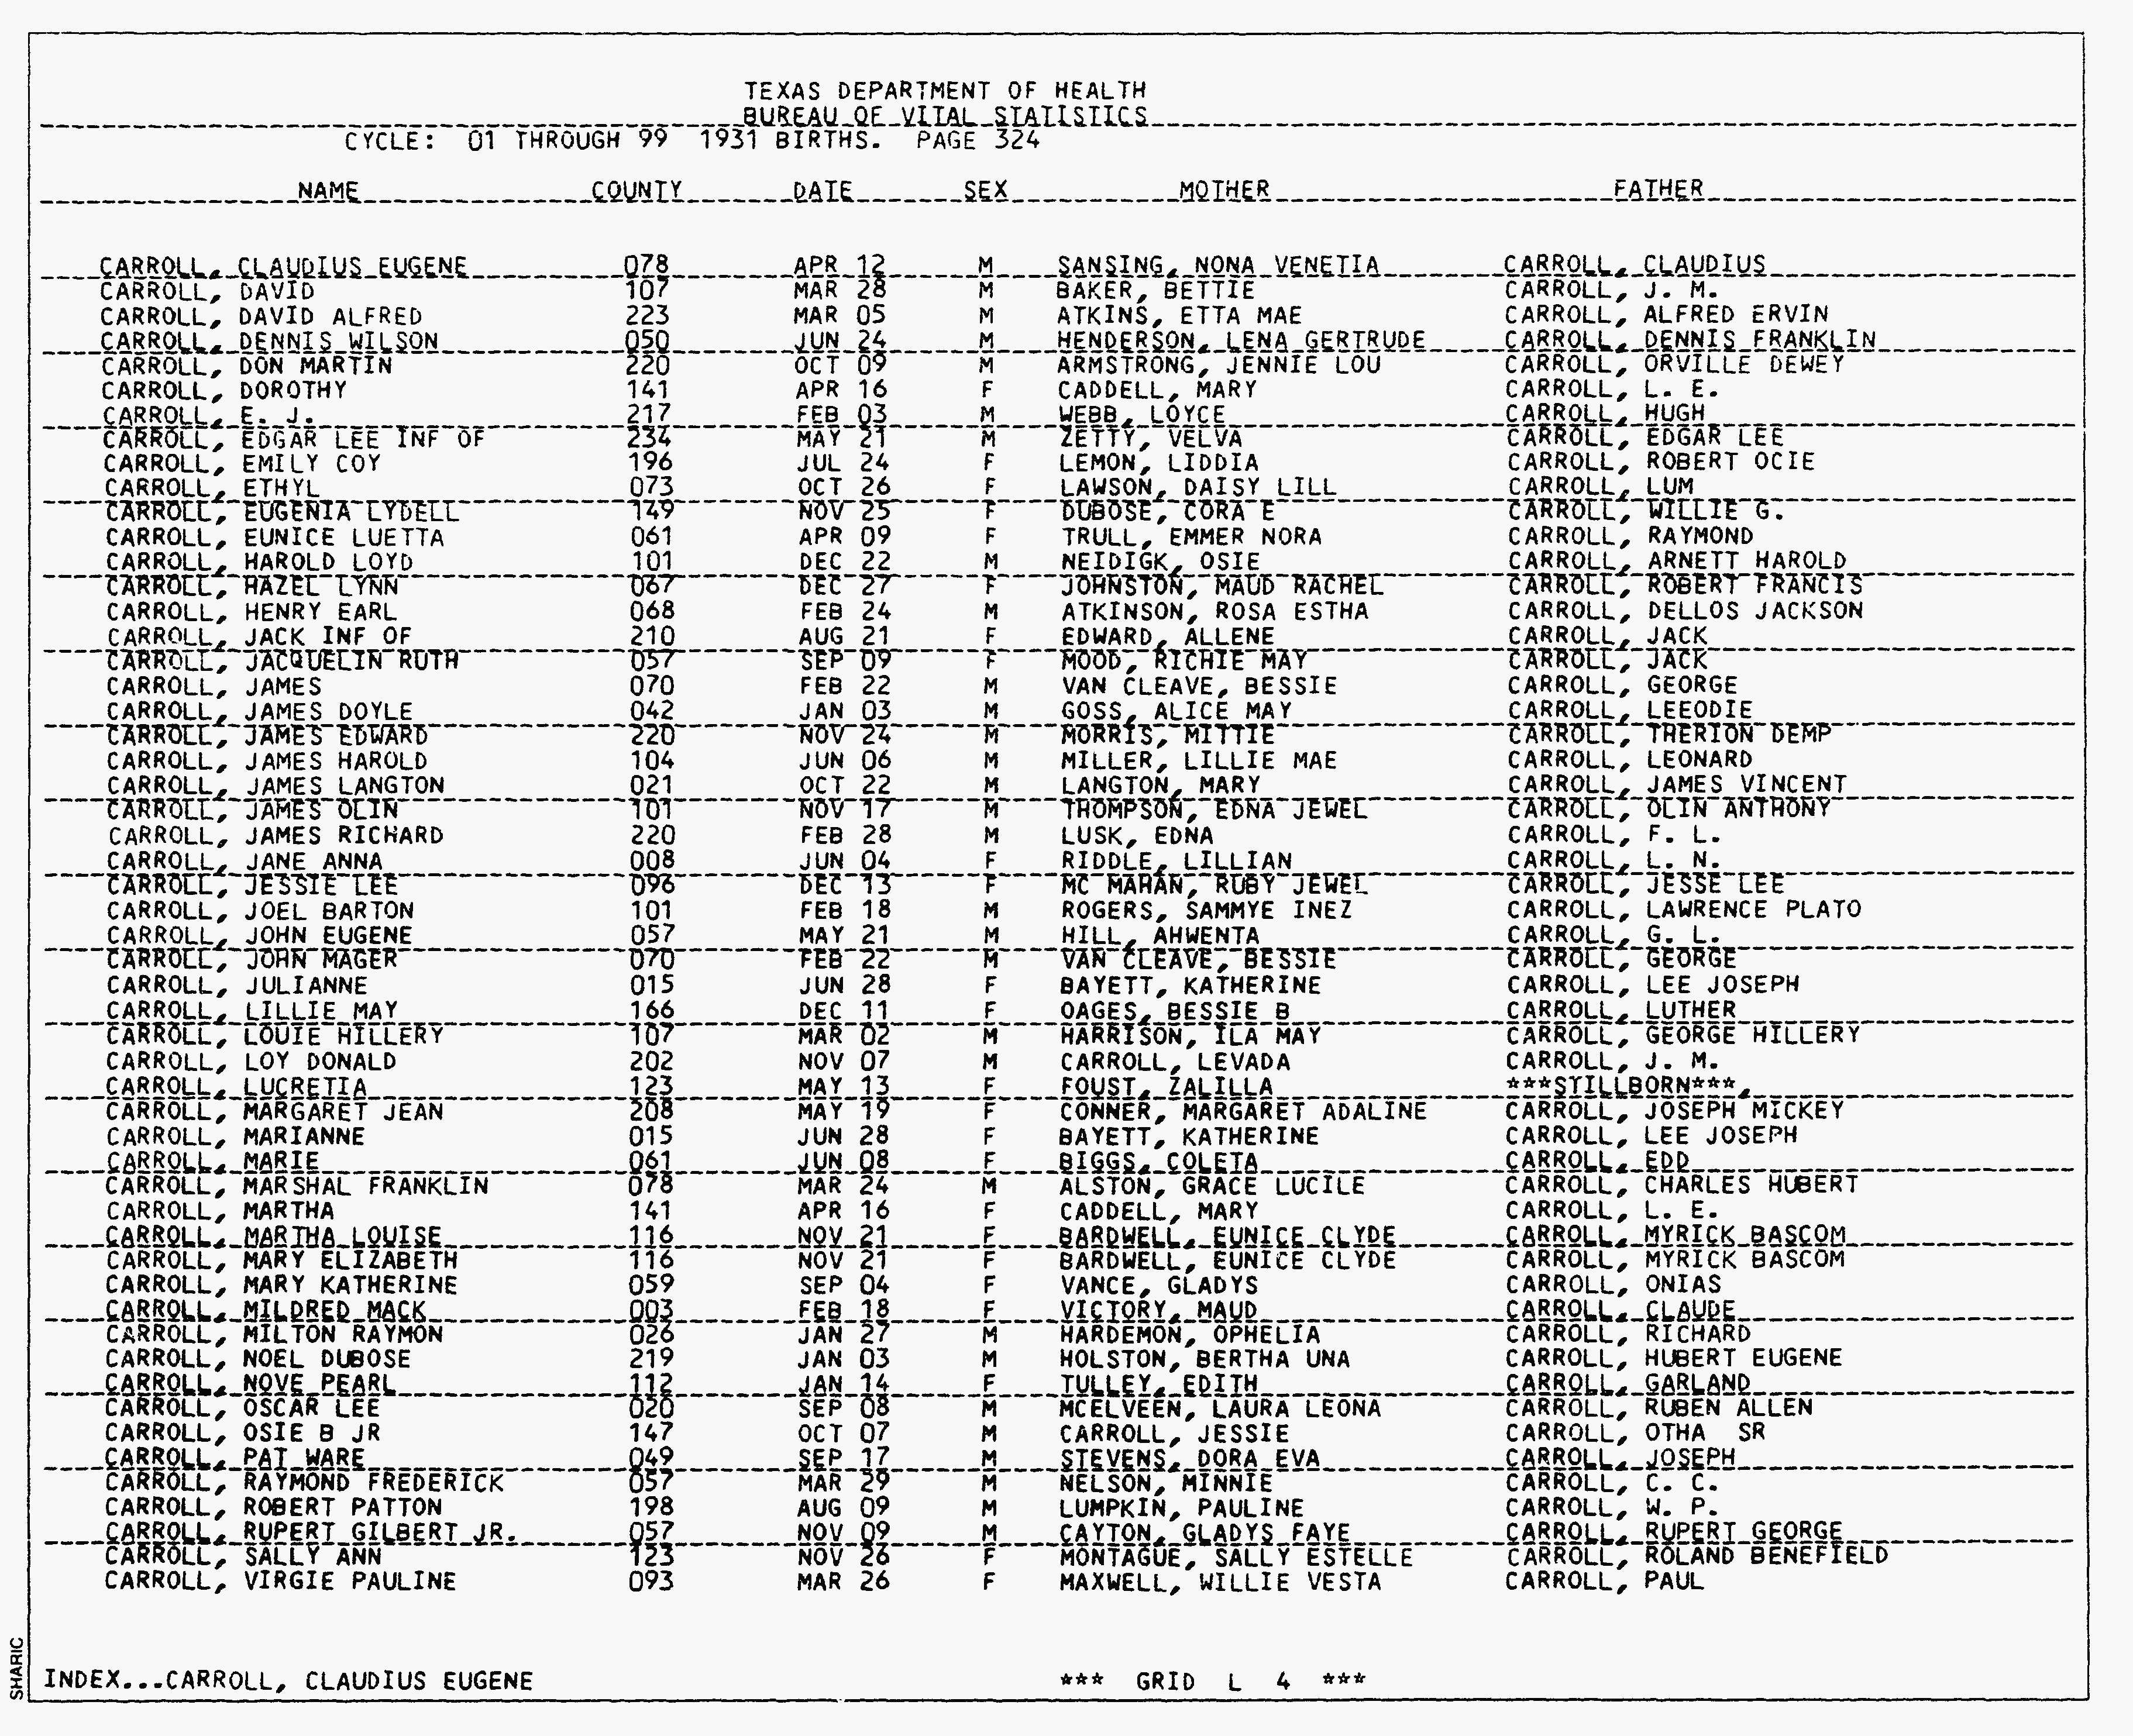 TEXAS DEPARTMENT OF HEALTH
BUREAU OF VITAL STATISTICS
CYCLE: 01 THROUGH 99 1931 BIRTHS. PAGE 324
NAME COUNTY DATE SEX MOTHER FATHER
CARROLL, CLAUDIUS EUGENE 078 APR 12 M SANSING, NONA VENETIA CARROLL, CLAUDIUS
CARROLL, DAVID 107 MAR 28 M BAKER, BETTIE CARROLL, J. M.
CARROLL, DAVID ALFRED 223 MAR 05 M ATKINS, ETTA MAE CARROLL, ALFRED ERVIN
CARROLL, DENNIS WILSON 050 JUN 24 M HENDERSON, LENA GERTRUDE CARROLL, DENNIS FRANKLIN
CARROLL, DON MARTIN 220 OCT 09 M ARMSTRONG, JENNIE LOU CARROLL, ORVILLE DEWEY
CARROLL, DOROTHY 141 APR 16 F CADDELL, MARY CARROLL, L. E.
CARROLL, E. J. 217 FEB 03 M WEBB, LOYCE CARROLL, HUGH
CARROLL, EDGAR LEE INF OF 234 MAY 21 M ZETTY, VELVA CARROLL, EDGAR LEE
CARROLL, EMILY COY 196 JUL 24 F LEMON, LIDDIA CARROLL, ROBERT OCIE
CARROLL, ETHYL 073 OCT 26 F LAWSON, DAISY LILL CARROLL, LUM
CARROLL, EUGENIA LYDELL 149 NOV 25 F DUBOSE, CORA E CARROLL, WILLIE G.
CARROLL, EUNICE LUETTA 061 APR 09 F TRULL, EMMER NORA CARROLL, RAYMOND
CARROLL, HAROLD LOYD 101 DEC 22 M NEIDIGK, OSIE CARROLL, ARNETT HAROLD
CARROLL, HAZEL LYNN 067 DEC 27 F JOHNSTON, MAUD RACHEL CARROLL, ROBERT FRANCIS
CARROLL, HENRY EARL 068 FEB 24 M ATKINSON, ROSA ESTHA CARROLL, DELLOS JACKSON
CARROLL, JACK INF OF 210 AUG 21 F EDWARD, ALLENE CARROLL, JACK
CARROLL, JACQUELIN RUTH 057 SEP 09 F MOOD, RICHIE MAY CARROLL, JACK
CARROLL, JAMES 070 FEB 22 M VAN CLEAVE, BESSIE CARROLL, GEORGE
CARROLL, JAMES DOYLE 042 JAN 03 M GOSS, ALICE MAY CARROLL, LEEODIE
CARROLL, JAMES EDWARD 220 NOV 24 M MORRIS, MITTIE CARROLL, THERION DEMP
CARROLL, JAMES HAROLD 104 JUN 06 M MILLER, LILLIE MAE CARROLL, LEONARD
CARROLL, JAMES LANGTON 021 OCT 22 M LANGTON, MARY CARROLL, JAMES VINCENT
CARROLL, JAMES OLIN 101 NOV 17 M THOMPSON, EDNA JEWEL CARROLL, OLIN ANTHONY
CARROLL, JAMES RICHARD 220 FEB 28 M LUSK, EDNA CARROLL, F. L.
CARROLL, JANE ANNA 008 JUN 04 F RIDDLE, LILLIAN CARROLL, L. N.
CARROLL, JESSIE LEE 096 DEC 13 F MC MAHAN, RUBY JEWEL CARROLL, JESSE LEE
CARROLL, JOEL BARTON 101 FEB 18 M ROGERS, SAMMYE INEZ CARROLL, LAWRENCE PLATO
CARROLL, JOHN EUGENE 057 MAY 21 M HILL, AHWENTA CARROLL, G. L.
CARROLL, JOHN MAGER 070 FEB 22 M VAN CLEAVE, BESSIE CARROLL, GEORGE
CARROLL, JULIANNE 015 JUN 28 F BAYETT, KATHERINE CARROLL, LEE JOSEPH
CARROLL, LILLIE MAY 166 DEC 11 F OAGES, BESSIE B CARROLL, LUTHER
CARROLL, LOUIE HILLERY 107 MAR 02 M HARRISON, ILA MAY CARROLL, GEORGE HILLERY
CARROLL, LOY DONALD 202 NOV 07 M CARROLL, LEVADA CARROLL, J. M.
CARROLL, LUCRETIA 123 MAY 13 F FOUST, ZALILLA ***STILLBORN***,
CARROLL, MARGARET JEAN 208 MAY 19 F CONNER, MARGARET ADALINE CARROLL, JOSEPH MICKEY
CARROLL, MARIANNE 015 JUN 28 F BAYETT, KATHERINE CARROLL, LEE JOSEPH
CARROLL, MARIE 061 JUN 08 F BIGGS, COLETA CARROLL, EDD
CARROLL, MARSHAL FRANKLIN 078 MAR 24 M ALSTON, GRACE LUCILE CARROLL, CHARLES HUBERT
CARROLL, MARTHA 141 APR 16 F CADDELL, MARY CARROLL, L. E.
CARROLL, MARTHA LOUISE 116 NOV 21 F BARDWELL, EUNICE CLYDE CARROLL, MYRICK BASCOM
CARROLL, MARY ELIZABETH 116 NOV 21 F BARDWELL, EUNICE CLYDE CARROLL, MYRICK BASCOM
CARROLL, MARY KATHERINE 059 SEP 04 F VANCE, GLADYS CARROLL, ONIAS
CARROLL, MILDRED MACK 003 FEB 18 F VICTORY, MAUD CARROLL, CLAUDE
CARROLL, MILTON RAYMON 026 JAN 27 M HARDEMON, OPHELIA CARROLL, RICHARD
CARROLL, NOEL DUBOSE 219 JAN 03 M HOLSTON, BERTHA UNA CARROLL, HUBERT EUGENE
CARROLL, NOVE PEARL 112 JAN 14 F TULLEY, EDITH CARROLL, GARLAND
CARROLL, OSCAR LEE 020 SEP 08 M MCELVEEN, LAURA LEONA CARROLL, RUBEN ALLEN
CARROLL, OSIE B JR 147 OCT 07 M CARROLL, JESSIE CARROLL, OTHA SR
CARROLL, PAT WARE 049 SEP 17 M STEVENS, DORA EVA CARROLL, JOSEPH
CARROLL, RAYMOND FREDERICK 057 MAR 29 M NELSON, MINNIE CARROLL, C. C.
CARROLL, ROBERT PATTON 198 AUG 09 M LUMPKIN, PAULINE CARROLL, W. P.
CARROLL, RUPERT GILBERT JR. 057 NOV 09 M CAYTON, GLADYS FAYE CARROLL, RUPERT GEORGE
CARROLL, SALLY ANN 123 NOV 26 F MONTAGUE, SALLY ESTELLE CARROLL, ROLAND BENEFIELD
CARROLL, VIRGIE PAULINE 093 MAR 26 F MAXWELL, WILLIE VESTA CARROLL, PAUL
SHARIC
INDEX...CARROLL, CLAUDIUS EUGENE *** GRID L 4 ***